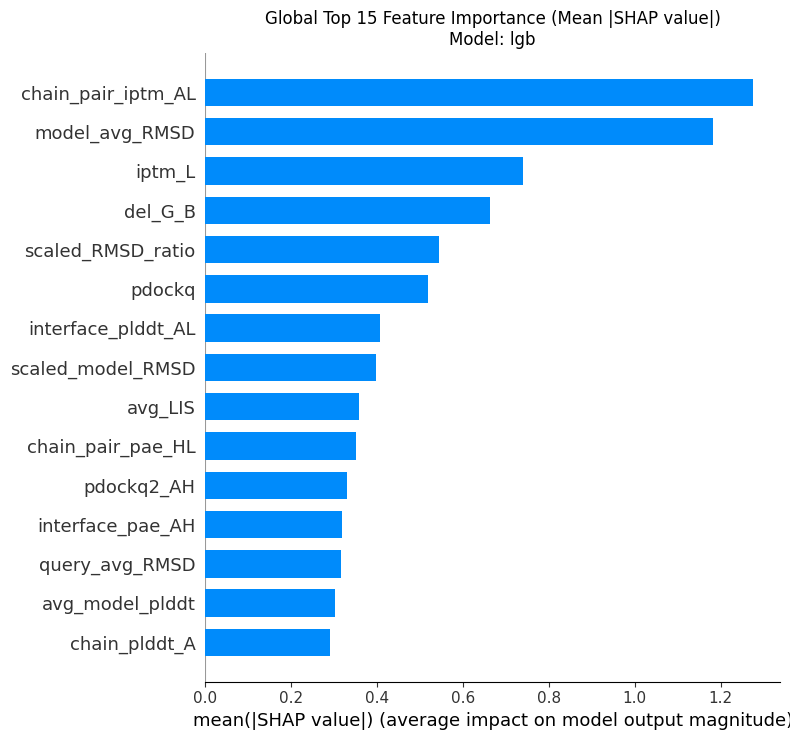 Global Top 15 Feature Importance (Mean |SHAP value|)
Model: lgb
chain_pair_iptm_AL
model_avg_RMSD
iptm_L
del_G_B
scaled_RMSD_ratio
pdockq
interface_plddt_AL
scaled_model_RMSD
avg_LIS
chain_pair_pae_HL
pdockq2_AH
interface_pae_AH
query_avg_RMSD
avg_model_plddt
chain_plddt_A
0.0 0.2 0.4 0.6 0.8 1.0 1.2
mean(|SHAP value|) (average impact on model output magnitude)